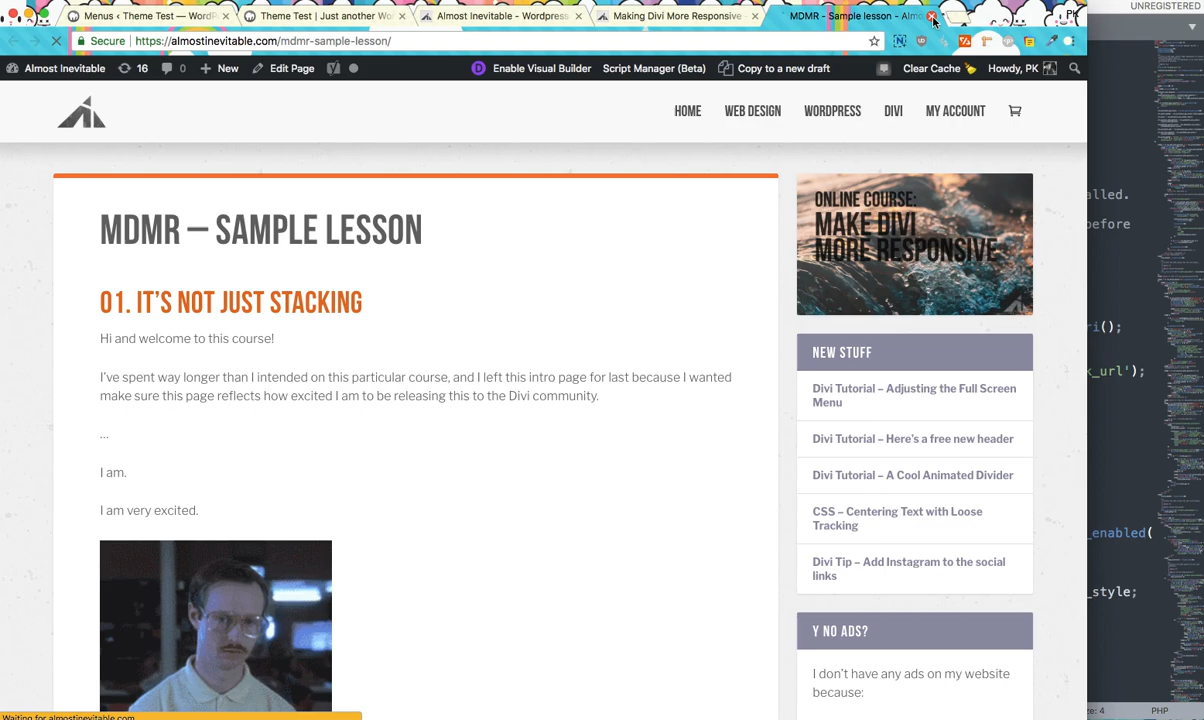 Menus ‹ Theme Test — WordP
Theme Test | Just another Wo
Almost Inevitable - Wordpress
Making Divi More Responsive -
MDMR - Sample lesson - Almo
PK
UNREGISTERED
Secure
https://almostinevitable.com/mdmr-sample-lesson/
Almost Inevitable
16
0
New
Edit Page
Enable Visual Builder
Script Manager (Beta)
Copy to a new draft
Clear Cache
Howdy, PK
HOME
WEB DESIGN
WORDPRESS
DIVI
MY ACCOUNT
MDMR – SAMPLE LESSON
01. IT'S NOT JUST STACKING
Hi and welcome to this course!
I've spent way longer than I intended on this particular course, and I left this intro page for last because I wanted
make sure this page reflects how excited I am to be releasing this to the Divi community.
...
I am.
I am very excited.
ONLINE COURSE:
MAKE DIVI
MORE RESPONSIVE
NEW STUFF
Divi Tutorial – Adjusting the Full Screen
Menu
Divi Tutorial – Here's a free new header
Divi Tutorial – A Cool Animated Divider
CSS – Centering Text with Loose
Tracking
Divi Tip – Add Instagram to the social
links
Y NO ADS?
I don't have any ads on my website
because:
alled.
before
ri();
k_url');
_enabled(
_style;
ze: 4
PHP
Waiting for almostinevitable.com